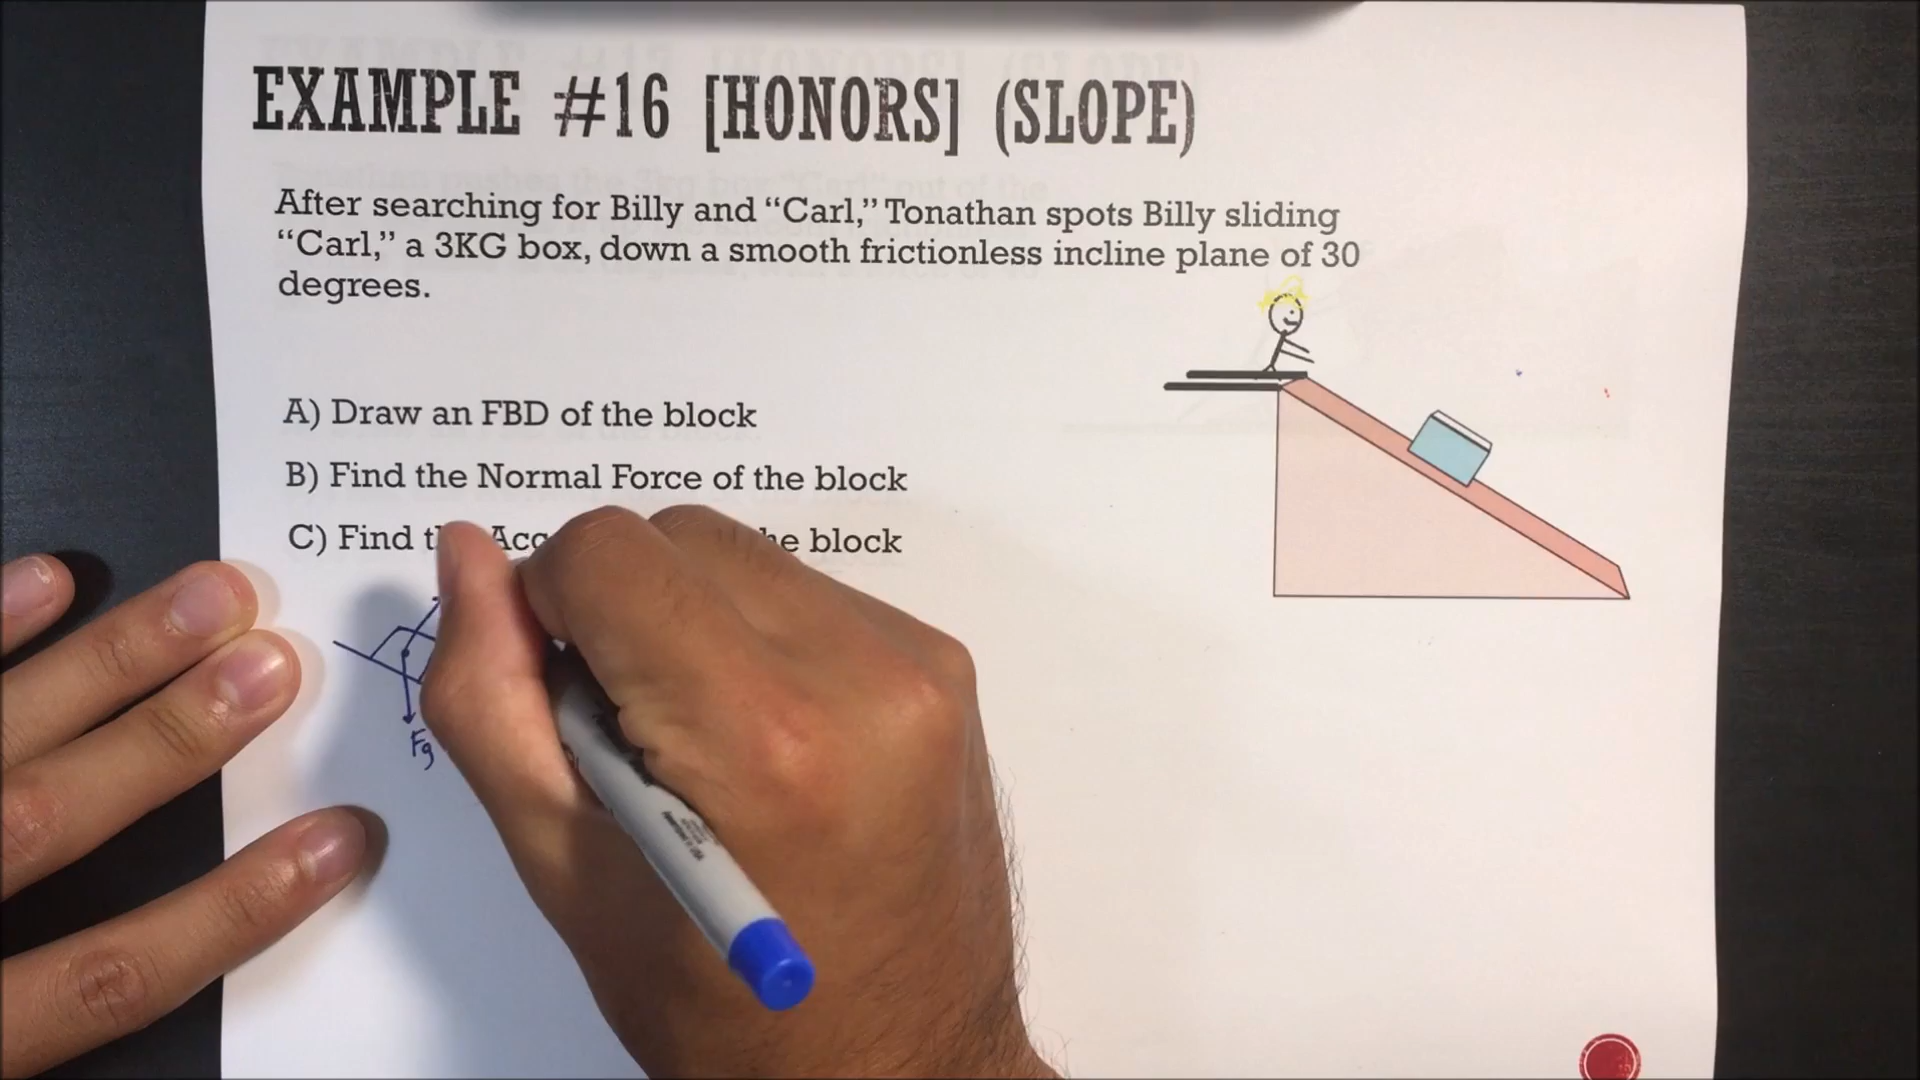 EXAMPLE #16 [HONORS] (SLOPE)
After searching for Billy and “Carl,” Tonathan spots Billy sliding
“Carl,” a 3KG box, down a smooth frictionless incline plane of 30
degrees.
A) Draw an FBD of the block
B) Find the Normal Force of the block
C) Find block
Fg